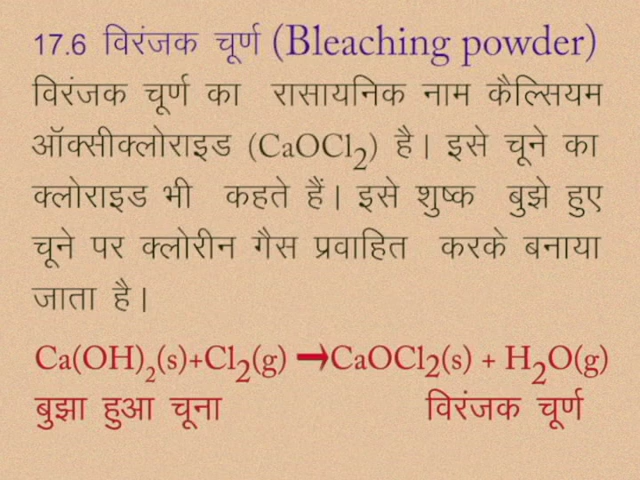 17.6 विरंजक चूर्ण (Bleaching powder)
विरंजक चूर्ण का रासायनिक नाम कैल्सियम
ऑक्सीक्लोराइड (CaOCl₂) है। इसे चूने का
क्लोराइड भी कहते हैं। इसे शुष्क बुझे हुए
चूने पर क्लोरीन गैस प्रवाहित करके बनाया
जाता है।
Ca(OH)₂(s)+Cl₂(g) ➞CaOCl₂(s) + H₂O(g)
बुझा हुआ चूना विरंजक चूर्ण